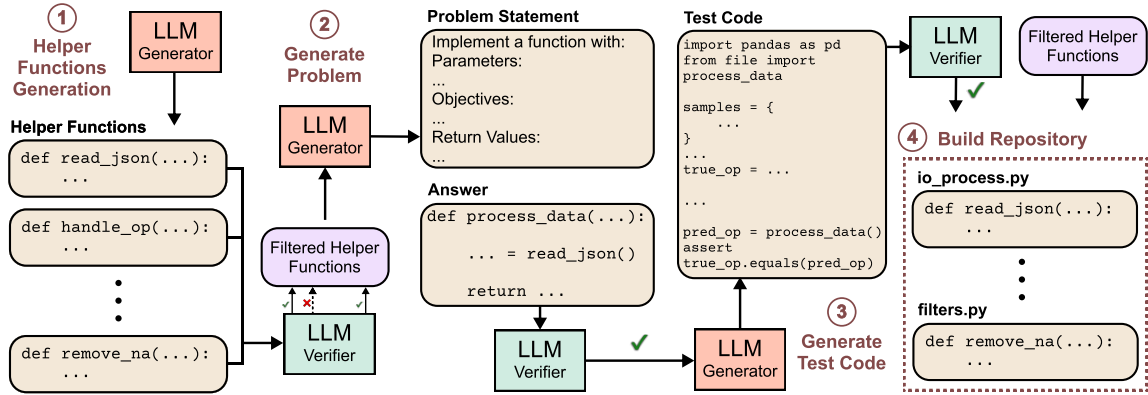 1
Helper
Functions
Generation
LLM
Generator
Helper Functions
def read_json(...):
...
def handle_op(...):
...
def remove_na(...):
...
2
Generate
Problem
LLM
Generator
Filtered Helper
Functions
LLM
Verifier
Problem Statement
Implement a function with:
Parameters:
...
Objectives:
...
Return Values:
...
Answer
def process_data(...):
... = read_json()
return ...
LLM
Verifier
LLM
Generator
3
Generate
Test Code
Test Code
import pandas as pd
from file import
process_data
samples = {
...
}
...
true_op = ...
...
pred_op = process_data()
assert
true_op.equals(pred_op)
LLM
Verifier
Filtered Helper
Functions
4
Build Repository
io_process.py
def read_json(...):
...
filters.py
def remove_na(...):
...